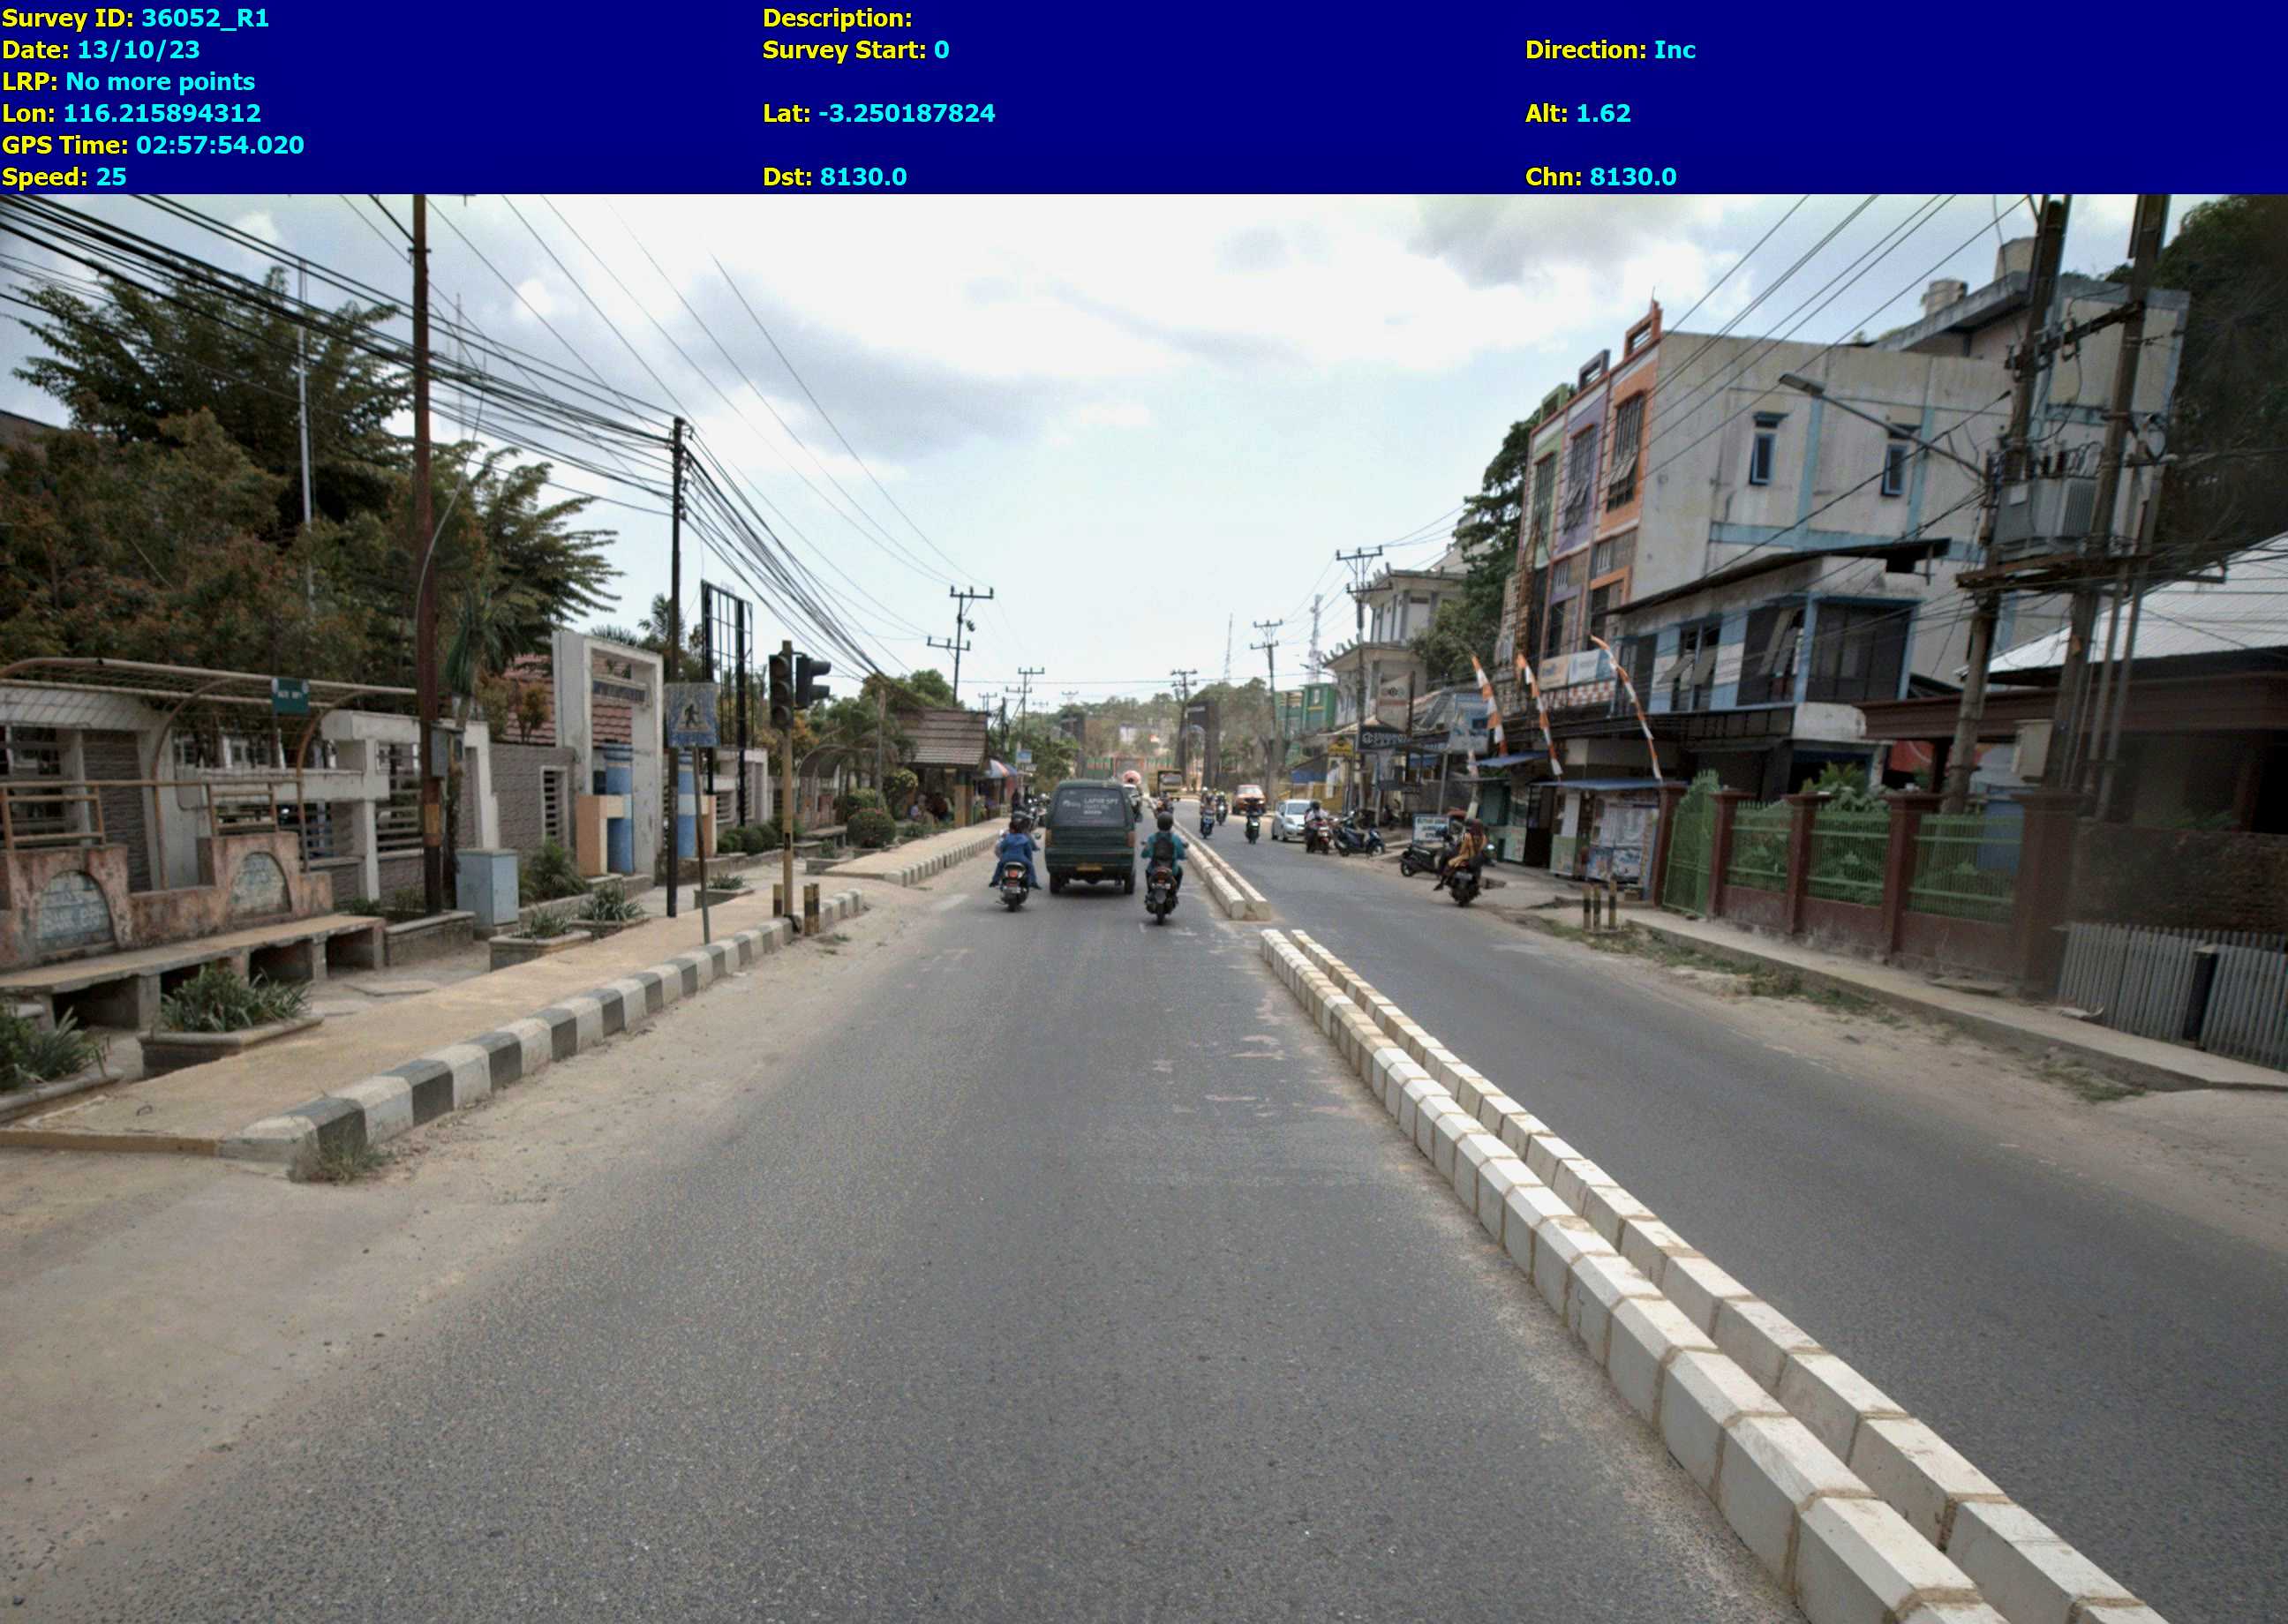 Survey ID: 36052_R1
Description:
Date: 13/10/23
Survey Start: 0
Direction: Inc
LRP: No more points
Lon: 116.215894312
Lat: -3.250187824
Alt: 1.62
GPS Time: 02:57:54.020
Speed: 25
Dst: 8130.0
Chn: 8130.0